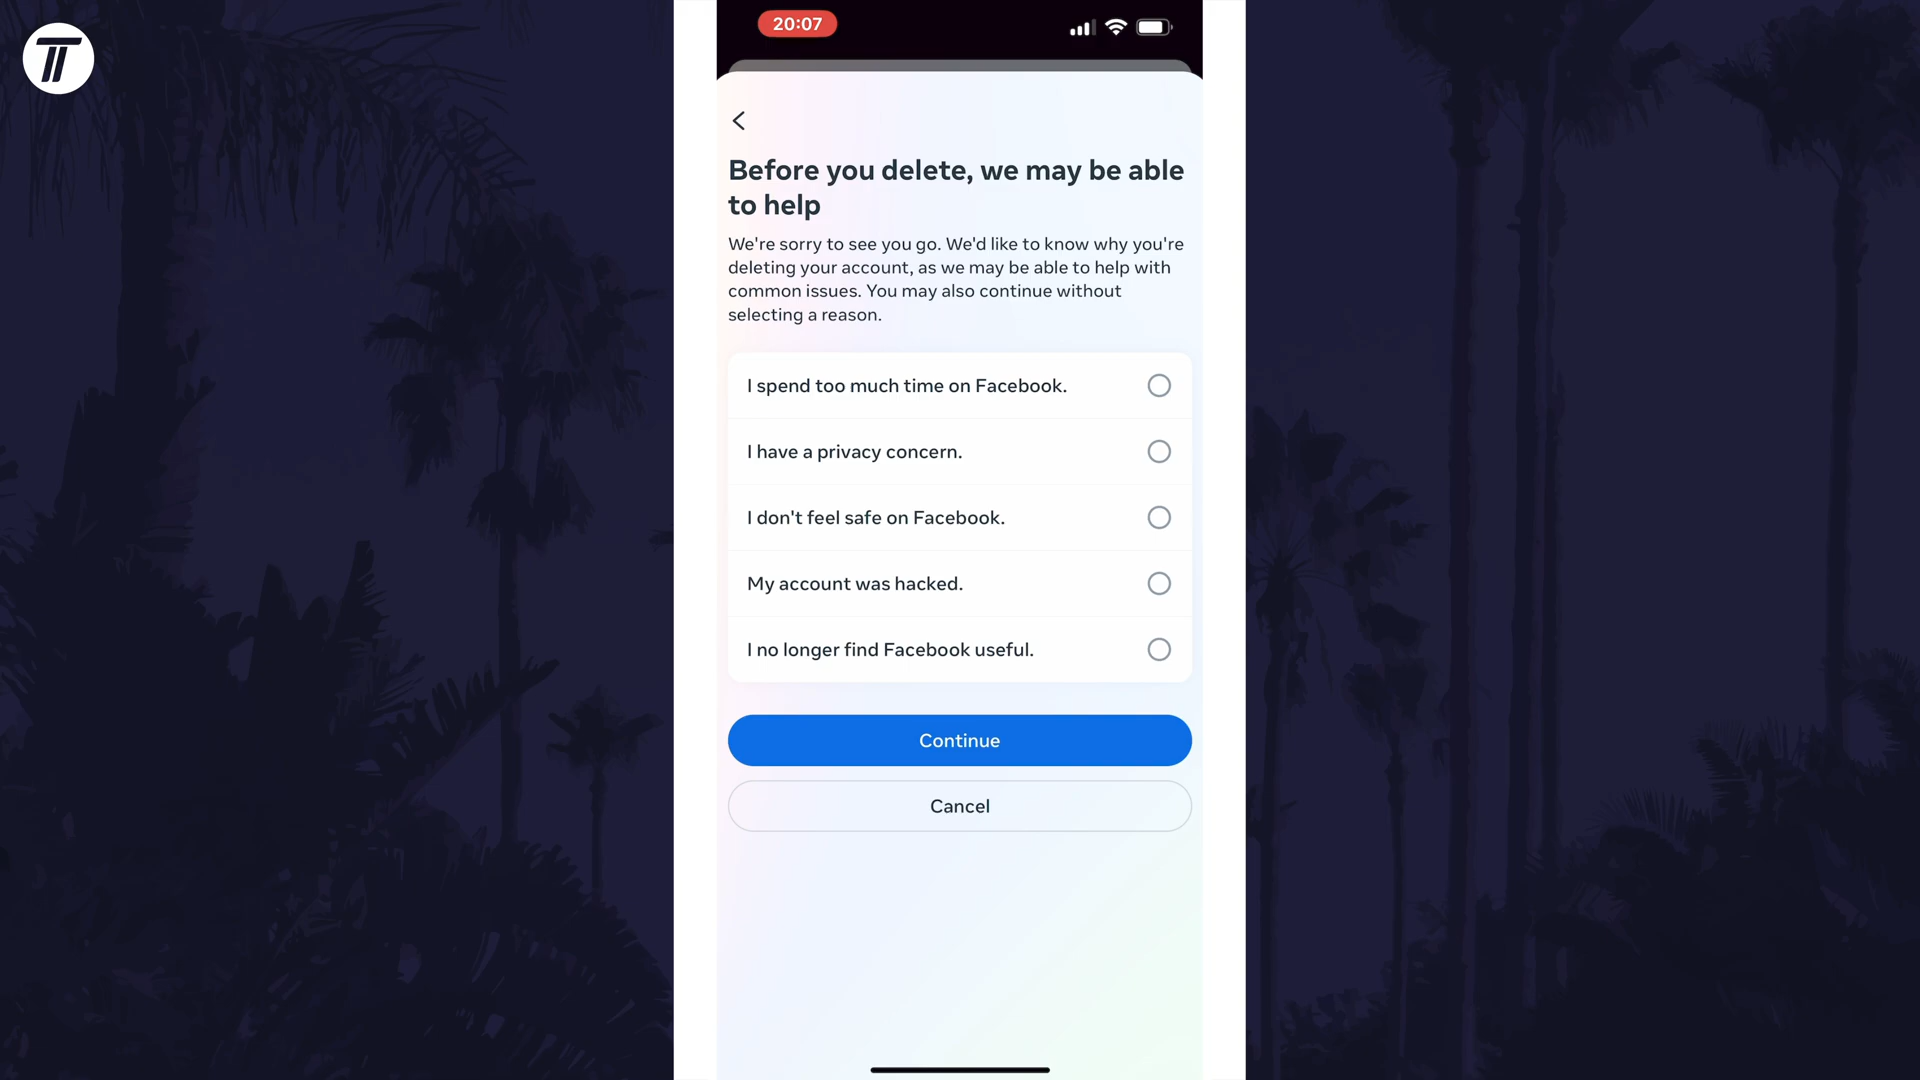 20:07
Before you delete, we may be able
to help
We're sorry to see you go. We'd like to know why you're
deleting your account, as we may be able to help with
common issues. You may also continue without
selecting a reason.
I spend too much time on Facebook.
I have a privacy concern.
I don't feel safe on Facebook.
My account was hacked.
I no longer find Facebook useful.
Continue
Cancel